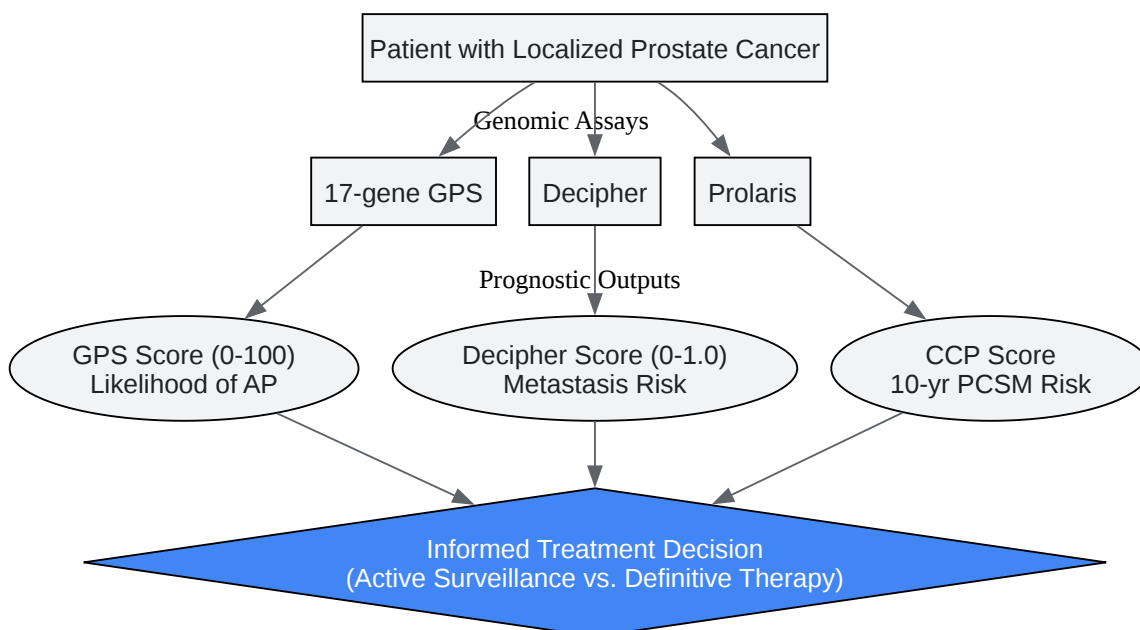 Patient with Localized Prostate Cancer
Genomic Assays
17-gene GPS
Decipher
Prolaris
Prognostic Outputs
GPS Score (0-100)
Likelihood of AP
Decipher Score (0-1.0)
Metastasis Risk
CCP Score
10-yr PCSM Risk
Informed Treatment Decision
(Active Surveillance vs. Definitive Therapy)